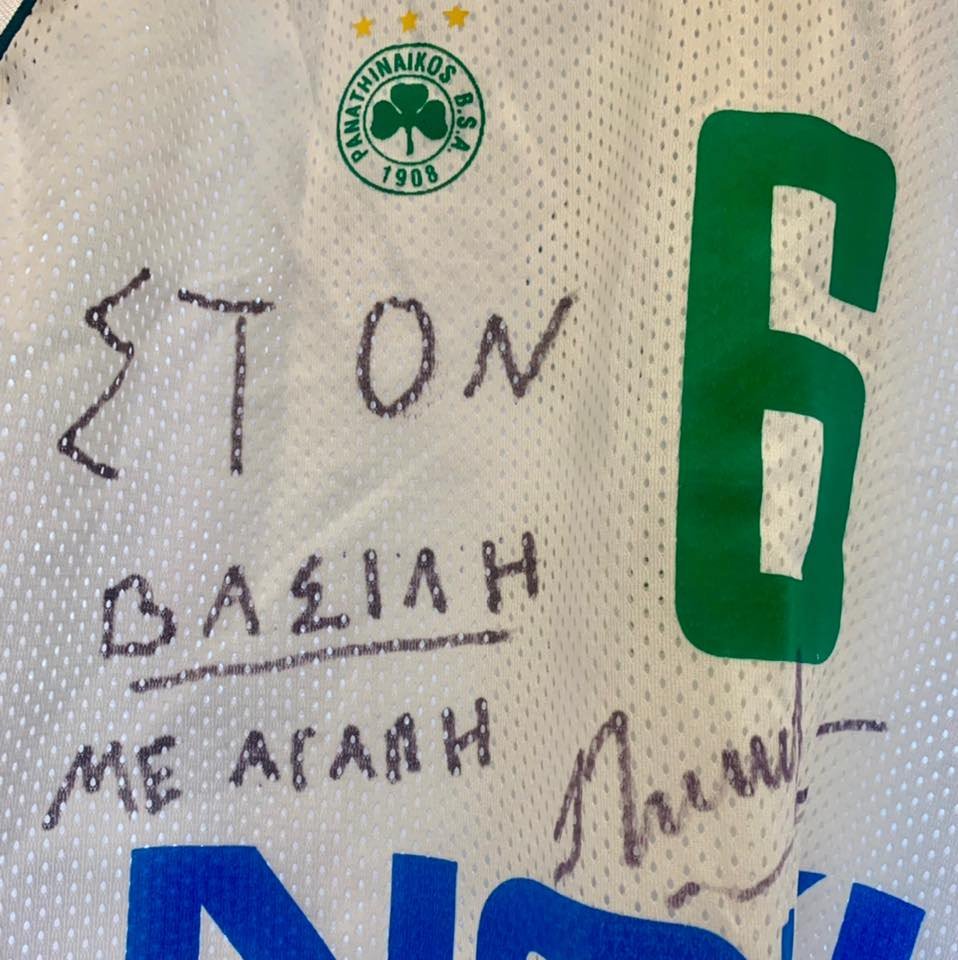 PANATHINAIKOS B.S.A.
1908
6
ΣΤΟΝ
ΒΑΣΙΛΗ
ΜΕ ΑΓΑΠΗ